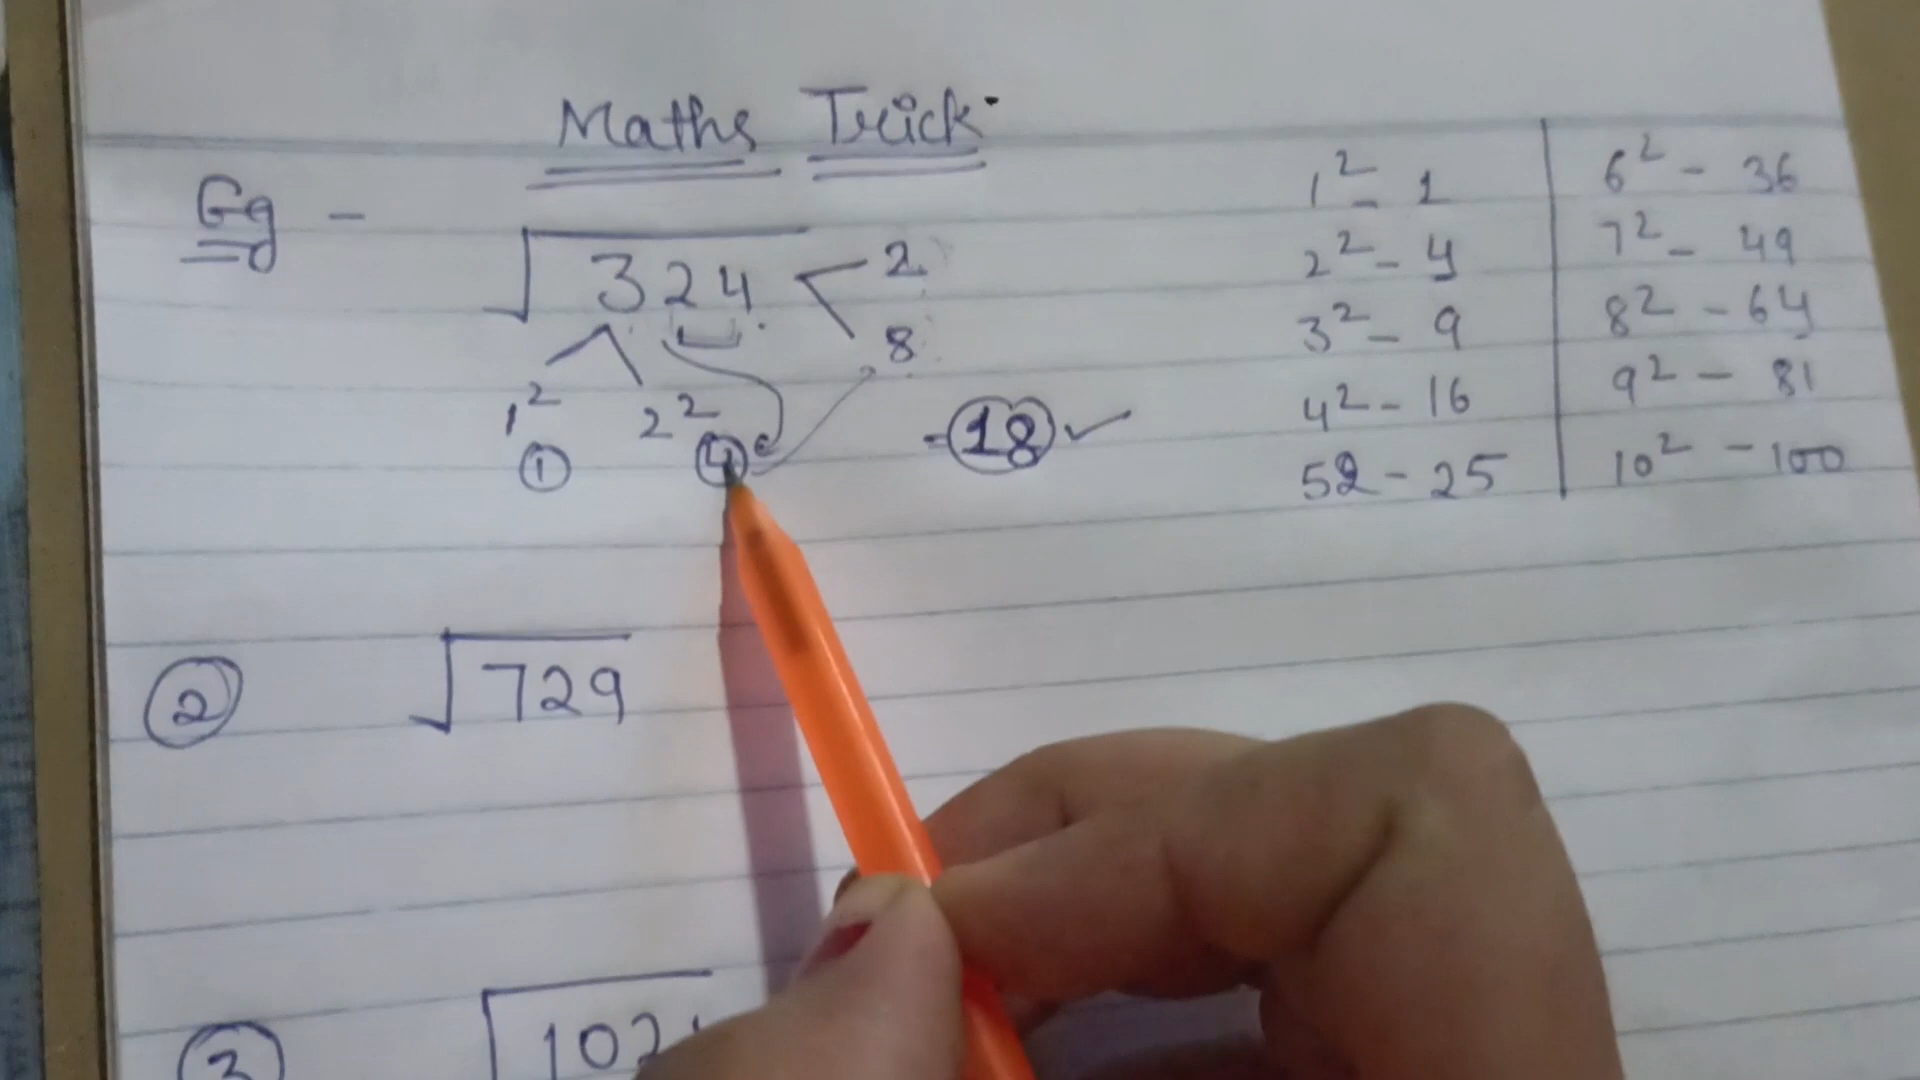 Maths Trick
Eg -
√324
2
8
1² 2²
1 4
-18 ✓
② √729
③ √102
1² - 1
2² - 4
3² - 9
4² - 16
52 - 25
6² - 36
7² - 49
8² - 64
9² - 81
10² - 100